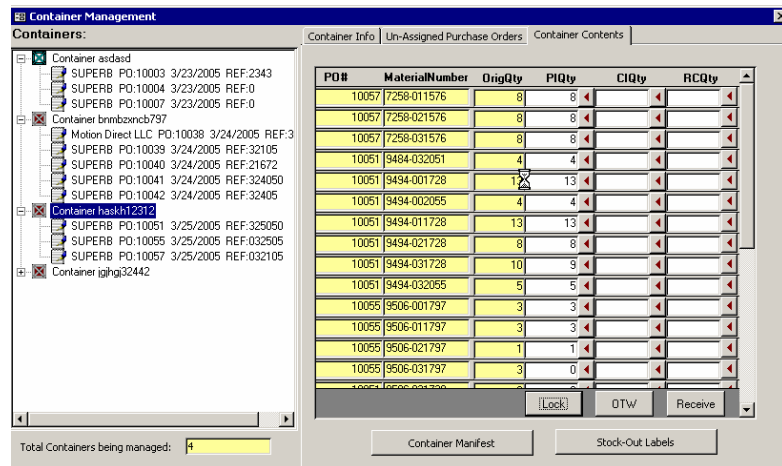 Container Management
Containers:
Container asdasd
SUPERB PO:10003 3/23/2005 REF:2343
SUPERB PO:10004 3/23/2005 REF:0
SUPERB PO:10007 3/23/2005 REF:0
Container bnmbzxncb797
Motion Direct LLC PO:10038 3/24/2005 REF:3
SUPERB PO:10039 3/24/2005 REF:32105
SUPERB PO:10040 3/24/2005 REF:21672
SUPERB PO:10041 3/24/2005 REF:324050
SUPERB PO:10042 3/24/2005 REF:32405
Container haskh12312
SUPERB PO:10051 3/25/2005 REF:325050
SUPERB PO:10055 3/25/2005 REF:032505
SUPERB PO:10057 3/25/2005 REF:032105
Container jgjhgj32442
Total Containers being managed: 4
Container Info Un-Assigned Purchase Orders Container Contents
PO# MaterialNumber OrigQty PIQty CIQty RCQty
10057 7258-011576 8 8
10057 7258-021576 8 8
10057 7258-031576 8 8
10051 9484-032051 4 4
10051 9494-001728 13
10051 9494-002055 4 4
10051 9494-011728 13 13
10051 9494-021728 8 8
10051 9494-031728 10 9
10051 9494-032055 5 5
10055 9506-001797 3 3
10055 9506-011797 3 3
10055 9506-021797 1 1
10055 9506-031797 3 0
Lock OTW Receive
Container Manifest Stock-Out Labels